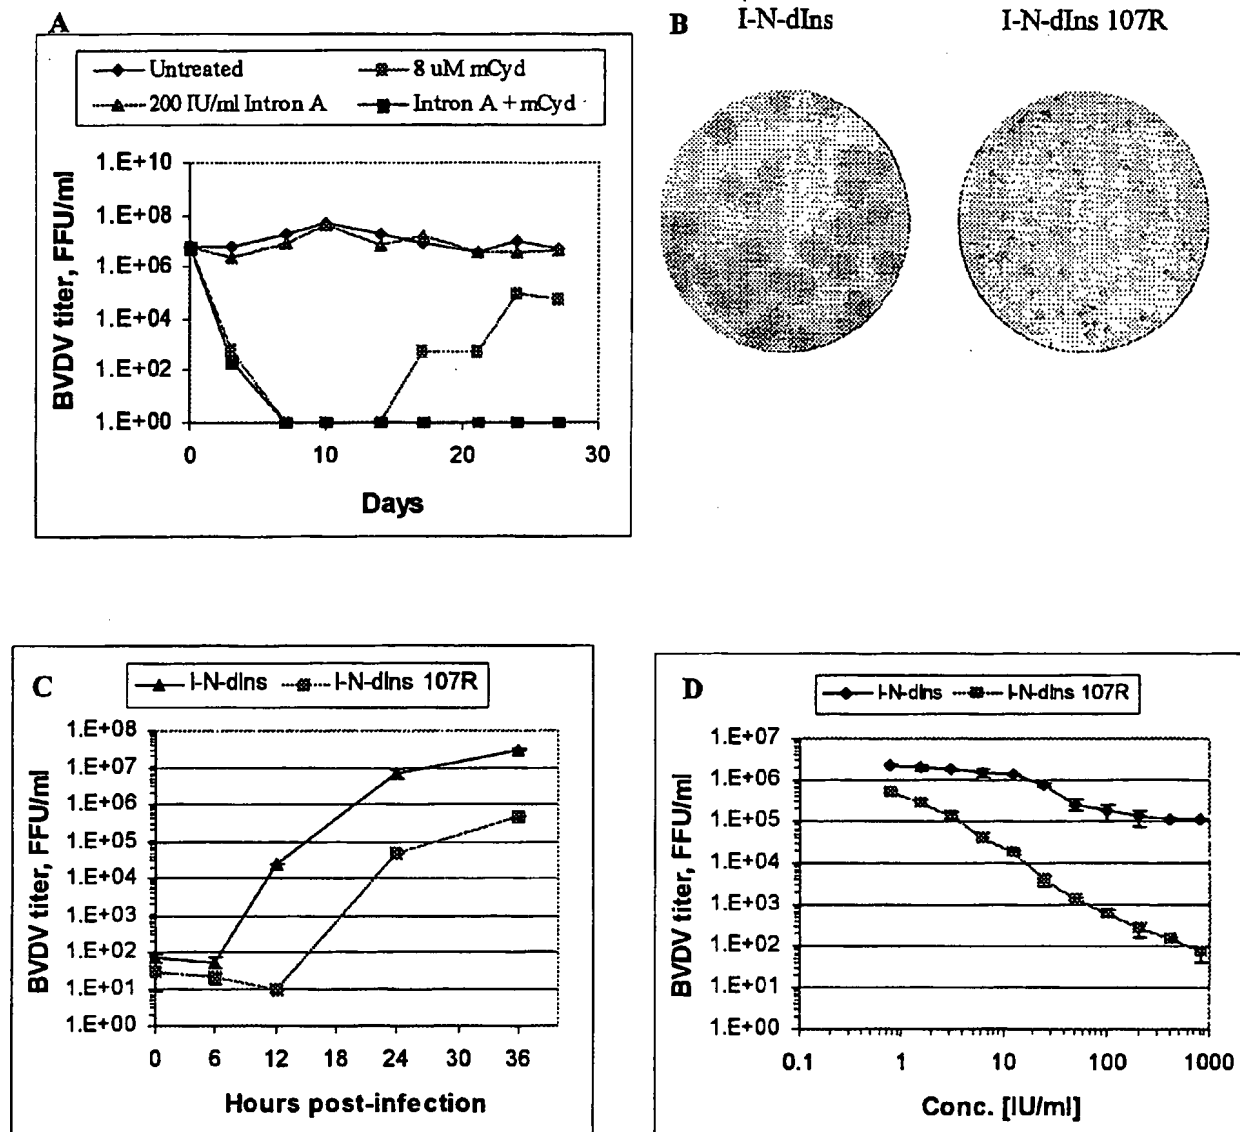 A
Untreated
8 uM mCyd
200 IU/ml Intron A
Intron A + mCyd
1.E+10
1.E+08
1.E+06
1.E+04
1.E+02
1.E+00
BVDV titer, FFU/ml
0
10
20
30
Days
B
I-N-dIns
I-N-dIns 107R
C
I-N-dIns
I-N-dIns 107R
1.E+08
1.E+07
1.E+06
1.E+05
1.E+04
1.E+03
1.E+02
1.E+01
1.E+00
BVDV titer, FFU/ml
0
6
12
18
24
30
36
Hours post-infection
D
I-N-dIns
I-N-dIns 107R
1.E+07
1.E+06
1.E+05
1.E+04
1.E+03
1.E+02
1.E+01
1.E+00
BVDV titer, FFU/ml
0.1
1
10
100
1000
Conc. [IU/ml]